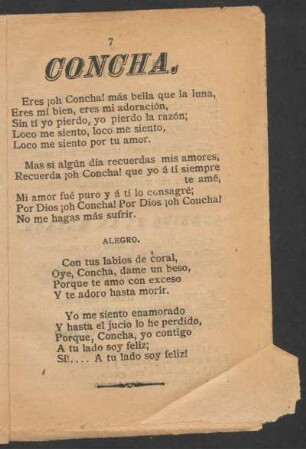 7
CONCHA.
Eres ¡oh Concha! más bella que la luna,
Eres mi bien, eres mi adoración,
Sin tí yo pierdo, yo pierdo la razón;
Loco me siento, loco me siento,
Loco me siento por tu amor.
Mas si algún día recuerdas mis amores,
Recuerda ¡oh Concha! que yo á tí siempre
te amé,
Mi amor fué puro y á tí lo consagré;
Por Dios ¡oh Concha! Por Dios ¡oh Concha!
No me hagas más sufrir.
ALEGRO.
Con tus labios de coral,
Oye, Concha, dame un beso,
Porque te amo con exceso
Y te adoro hasta morir.
Yo me siento enamorado
Y hasta el jucio lo he perdido,
Porque, Concha, yo contigo
A tu lado soy feliz;
Sí!.... A tu lado soy feliz!